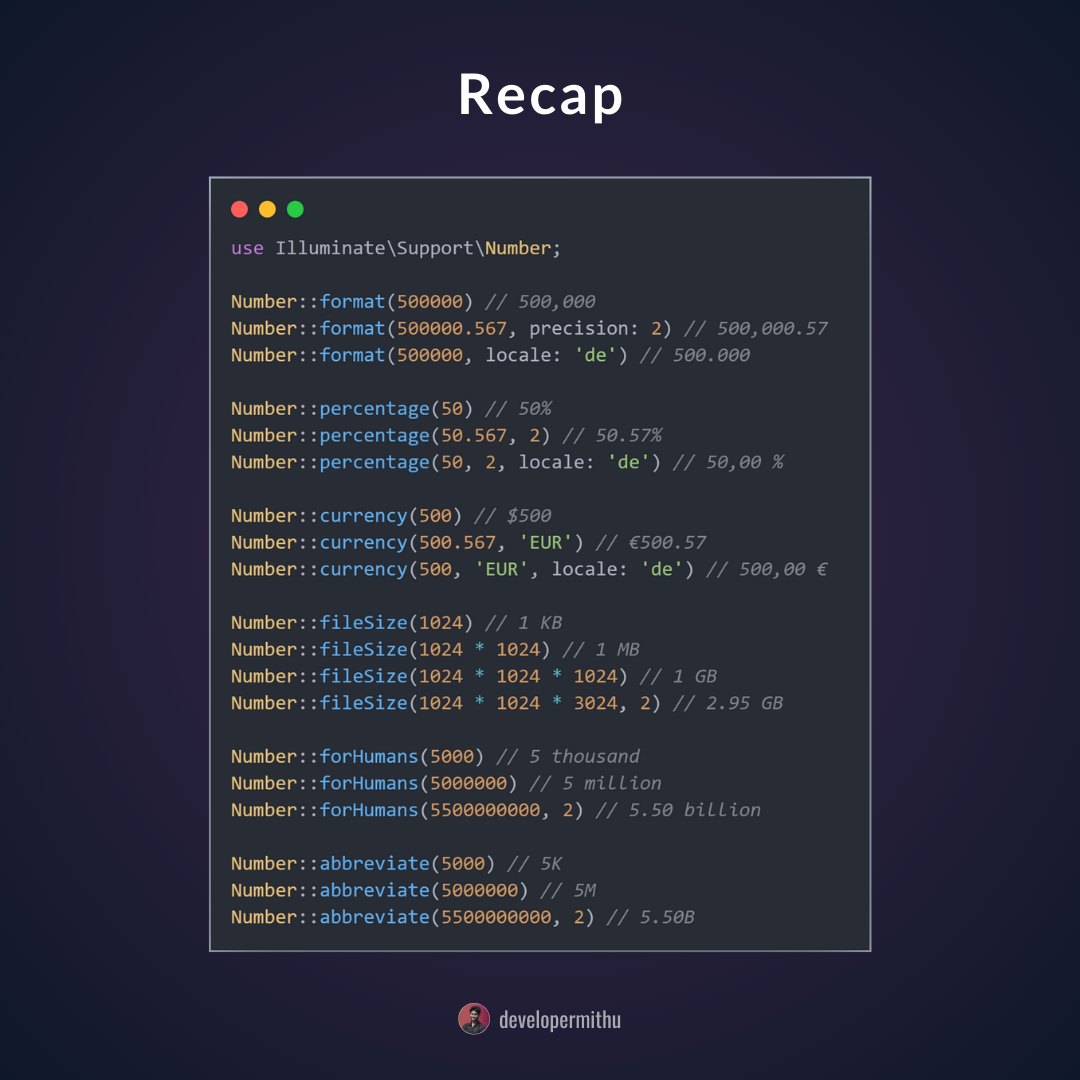 Recap
use Illuminate\Support\Number;
Number::format(500000) // 500,000
Number::format(500000.567, precision: 2) // 500,000.57
Number::format(500000, locale: 'de') // 500.000
Number::percentage(50) // 50%
Number::percentage(50.567, 2) // 50.57%
Number::percentage(50, 2, locale: 'de') // 50,00 %
Number::currency(500) // $500
Number::currency(500.567, 'EUR') // €500.57
Number::currency(500, 'EUR', locale: 'de') // 500,00 €
Number::fileSize(1024) // 1 KB
Number::fileSize(1024 * 1024) // 1 MB
Number::fileSize(1024 * 1024 * 1024) // 1 GB
Number::fileSize(1024 * 1024 * 3024, 2) // 2.95 GB
Number::forHumans(5000) // 5 thousand
Number::forHumans(5000000) // 5 million
Number::forHumans(5500000000, 2) // 5.50 billion
Number::abbreviate(5000) // 5K
Number::abbreviate(5000000) // 5M
Number::abbreviate(5500000000, 2) // 5.50B
developermithu